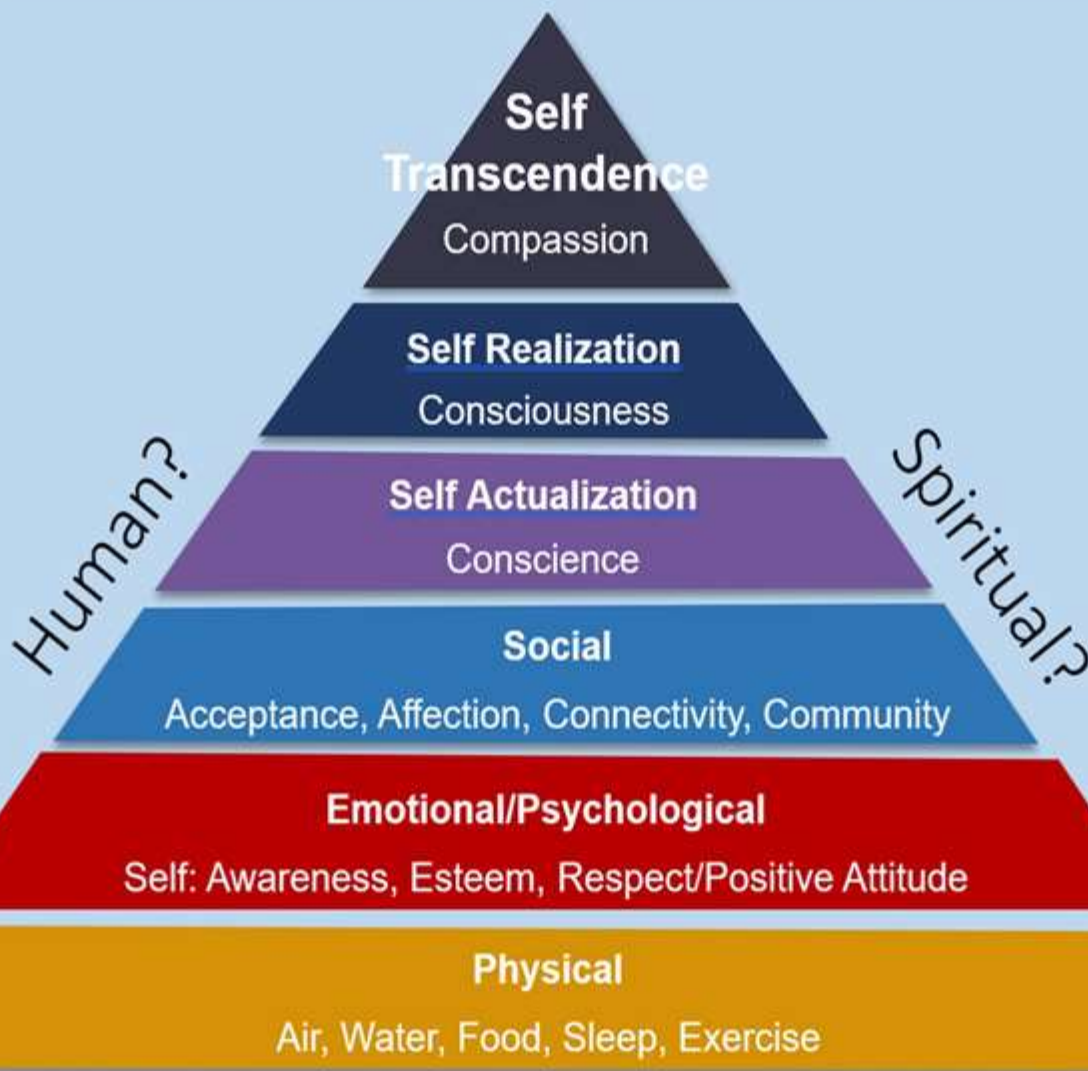 Self
Transcendence
Compassion
Self Realization
Consciousness
Self Actualization
Conscience
Human?
Spiritual?
Social
Acceptance, Affection, Connectivity, Community
Emotional/Psychological
Self: Awareness, Esteem, Respect/Positive Attitude
Physical
Air, Water, Food, Sleep, Exercise